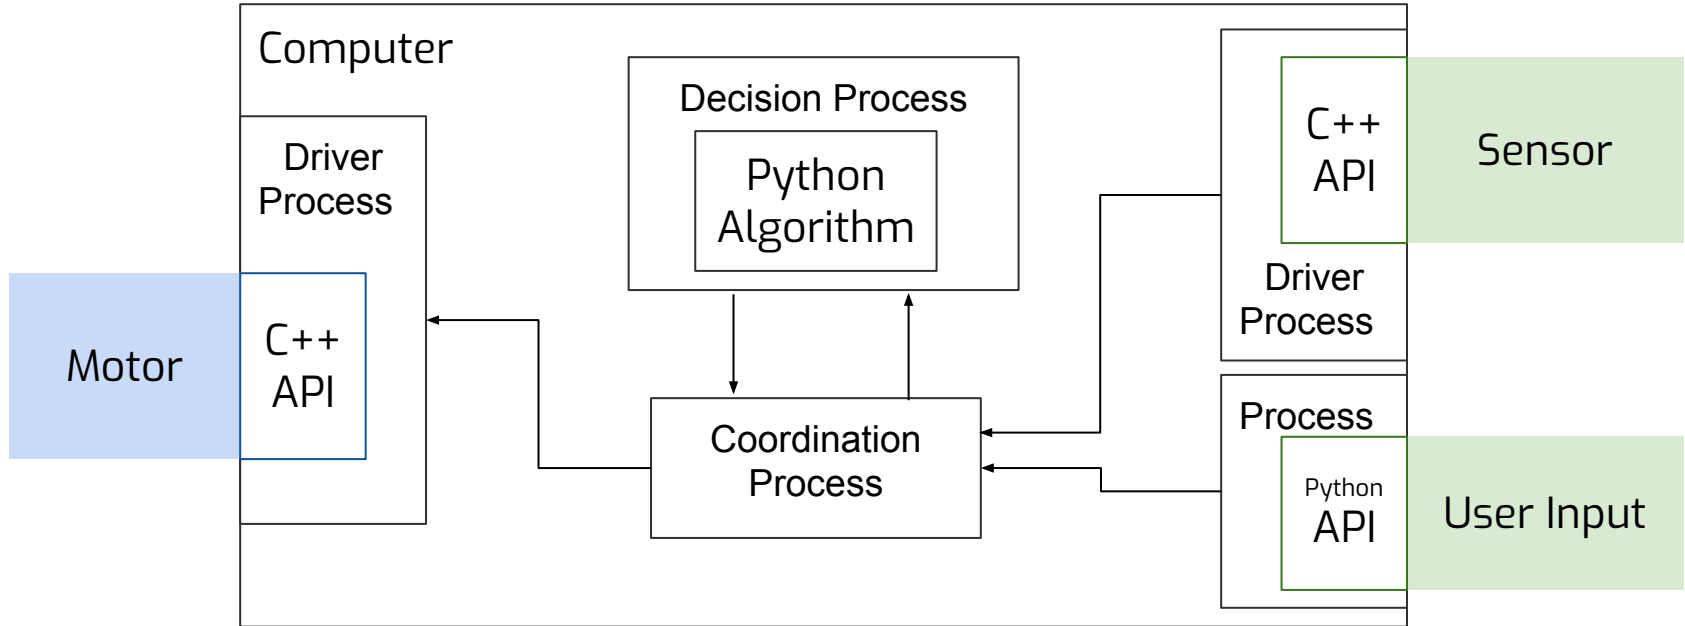 Computer
Driver
Process
Motor
C++
API
Decision Process
Python
Algorithm
Coordination
Process
C++
API
Sensor
Driver
Process
Process
Python
API
User Input